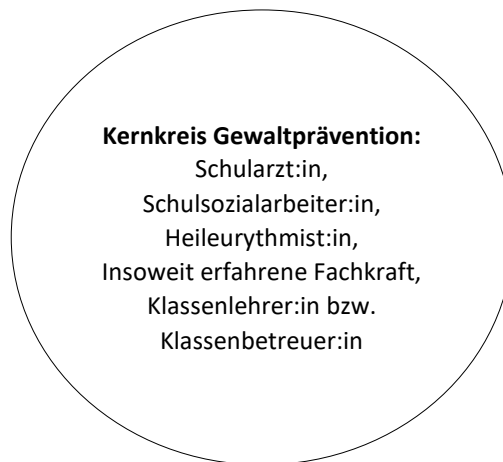 Kernkreis Gewaltprävention:
Schularzt:in,
Schulsozialarbeiter:in,
Heileurythmist:in,
Insoweit erfahrene Fachkraft,
Klassenlehrer:in bzw.
Klassenbetreuer:in